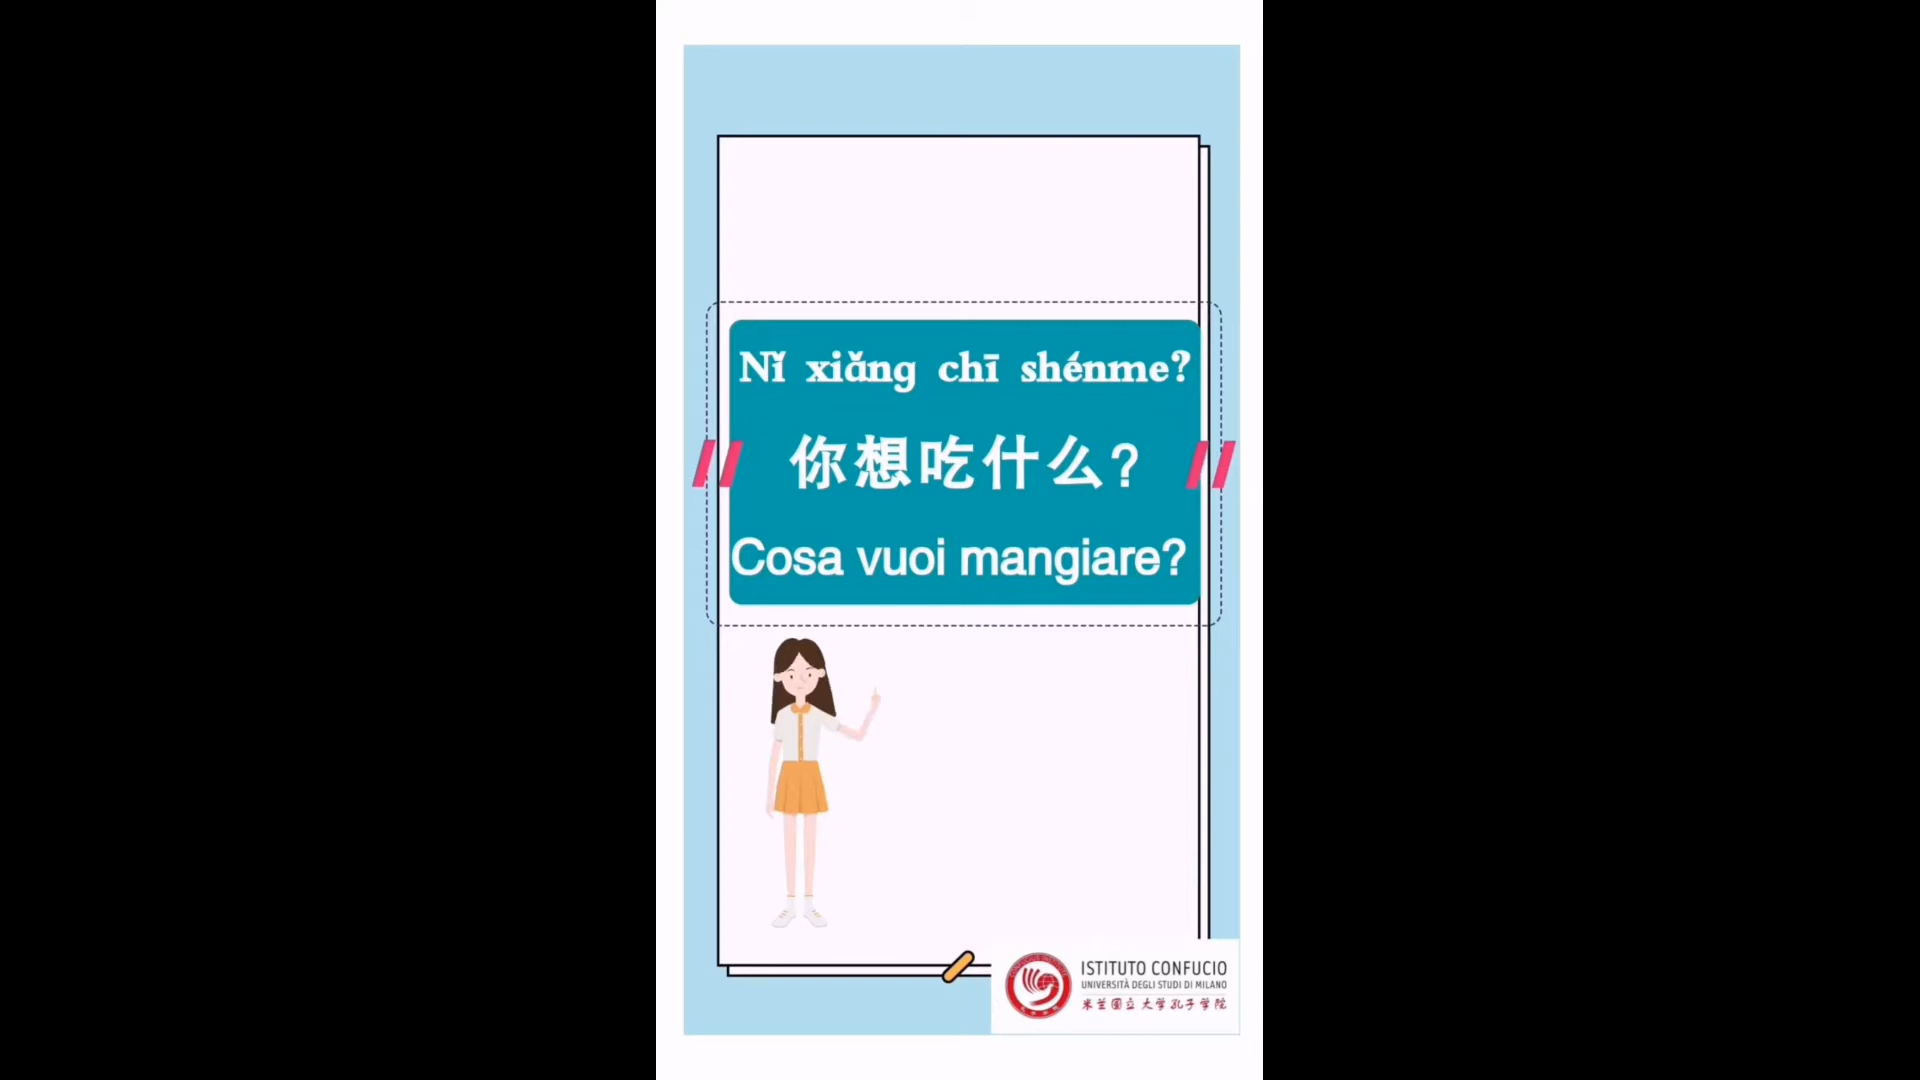 Nǐ xiǎng chī shénme?
你想吃什么?
Cosa vuoi mangiare?
ISTITUTO CONFUCIO
UNIVERSITÀ DEGLI STUDI DI MILANO
米兰国立大学孔子学院